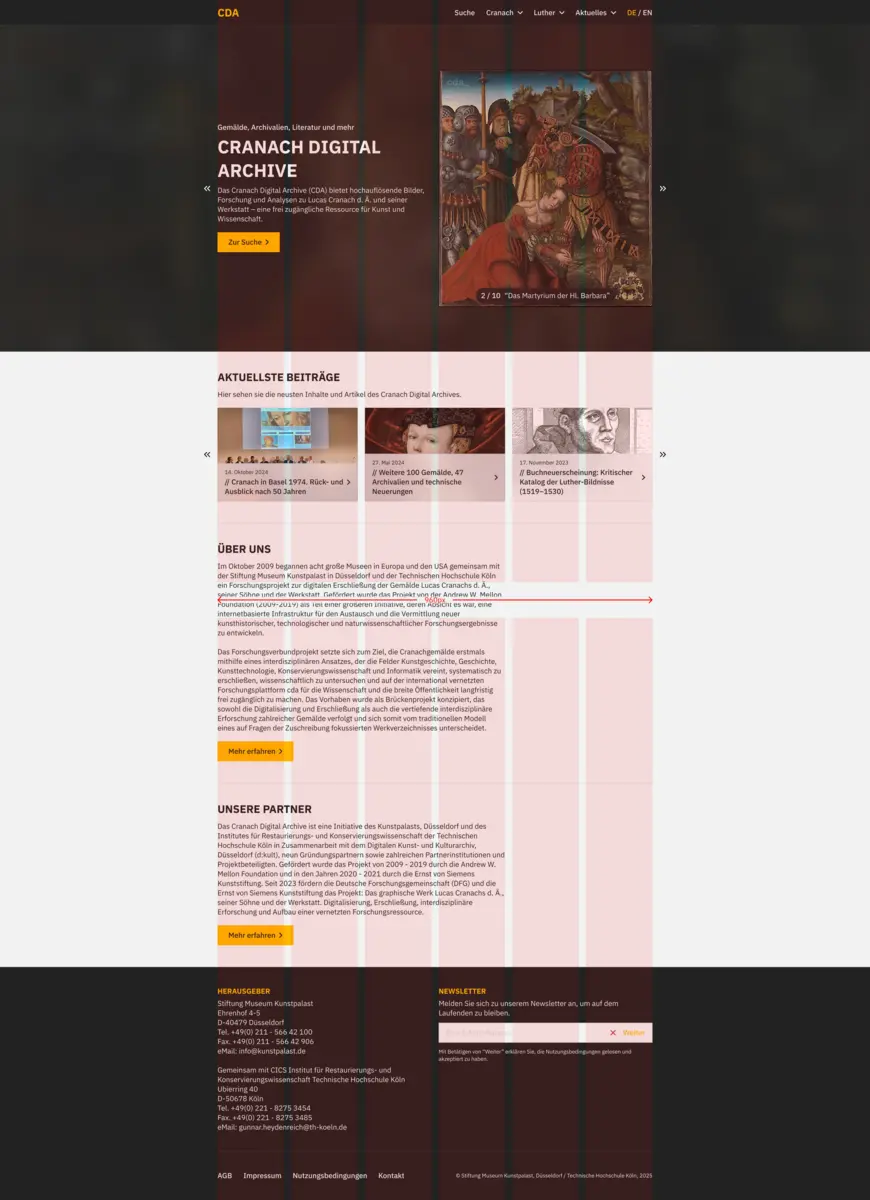 CDA
Suche Cranach Luther Aktuelles DE / EN
cda_
Gemälde, Archivalien, Literatur und mehr
CRANACH DIGITAL
ARCHIVE
Das Cranach Digital Archive (CDA) bietet hochauflösende Bilder,
Forschung und Analysen zu Lucas Cranach d. Ä. und seiner
Werkstatt – eine frei zugängliche Ressource für Kunst und
Wissenschaft.
Zur Suche
2 / 10 "Das Martyrium der Hl. Barbara"
AKTUELLSTE BEITRÄGE
Hier sehen sie die neusten Inhalte und Artikel des Cranach Digital Archives.
14. Oktober 2024
// Cranach in Basel 1974. Rück- und
Ausblick nach 50 Jahren
27. Mai 2024
// Weitere 100 Gemälde, 47
Archivalien und technische
Neuerungen
17. November 2023
// Buchneuerscheinung: Kritischer
Katalog der Luther-Bildnisse
(1519–1530)
ÜBER UNS
Im Oktober 2009 begannen acht große Museen in Europa und den USA gemeinsam mit
der Stiftung Museum Kunstpalast in Düsseldorf und der Technischen Hochschule Köln
ein Forschungsprojekt zur digitalen Erschließung der Gemälde Lucas Cranachs d. Ä.,
seiner Söhne und der Werkstatt. Gefördert wurde das Projekt von der Andrew W. Mellon
960px
Foundation (2009-2019) als Teil einer größeren Initiative, deren Absicht es war, eine
internetbasierte Infrastruktur für den Austausch und die Vermittlung neuer
kunsthistorischer, technologischer und naturwissenschaftlicher Forschungsergebnisse
zu entwickeln.
Das Forschungsverbundprojekt setzte sich zum Ziel, die Cranachgemälde erstmals
mithilfe eines interdisziplinären Ansatzes, der die Felder Kunstgeschichte, Geschichte,
Kunsttechnologie, Konservierungswissenschaft und Informatik vereint, systematisch zu
erschließen, wissenschaftlich zu untersuchen und auf der international vernetzten
Forschungsplattform cda für die Wissenschaft und die breite Öffentlichkeit langfristig
frei zugänglich zu machen. Das Vorhaben wurde als Brückenprojekt konzipiert, das
sowohl die Digitalisierung und Erschließung als auch die vertiefende interdisziplinäre
Erforschung zahlreicher Gemälde verfolgt und sich somit vom traditionellen Modell
eines auf Fragen der Zuschreibung fokussierten Werkverzeichnisses unterscheidet.
Mehr erfahren
UNSERE PARTNER
Das Cranach Digital Archive ist eine Initiative des Kunstpalasts, Düsseldorf und des
Institutes für Restaurierungs- und Konservierungswissenschaft der Technischen
Hochschule Köln in Zusammenarbeit mit dem Digitalen Kunst- und Kulturarchiv,
Düsseldorf (d:kult), neun Gründungspartnern sowie zahlreichen Partnerinstitutionen und
Projektbeteiligten. Gefördert wurde das Projekt von 2009 - 2019 durch die Andrew W.
Mellon Foundation und in den Jahren 2020 - 2021 durch die Ernst von Siemens
Kunststiftung. Seit 2023 fördern die Deutsche Forschungsgemeinschaft (DFG) und die
Ernst von Siemens Kunststiftung das Projekt: Das graphische Werk Lucas Cranachs d. Ä.,
seiner Söhne und der Werkstatt. Digitalisierung, Erschließung, interdisziplinäre
Erforschung und Aufbau einer vernetzten Forschungsressource.
Mehr erfahren
HERAUSGEBER
Stiftung Museum Kunstpalast
Ehrenhof 4-5
D-40479 Düsseldorf
Tel. +49(0) 211 - 566 42 100
Fax. +49(0) 211 - 566 42 906
eMail: info@kunstpalast.de
Gemeinsam mit CICS Institut für Restaurierungs- und
Konservierungswissenschaft Technische Hochschule Köln
Ubierring 40
D-50678 Köln
Tel. +49(0) 221 - 8275 3454
Fax. +49(0) 221 - 8275 3485
eMail: gunnar.heydenreich@th-koeln.de
NEWSLETTER
Melden Sie sich zu unserem Newsletter an, um auf dem
Laufenden zu bleiben.
Weiter
Mit Betätigen von "Weiter" erklären Sie, die Nutzungsbedingungen gelesen und
akzeptiert zu haben.
AGB Impressum Nutzungsbedingungen Kontakt
© Stiftung Museum Kunstpalast, Düsseldorf / Technische Hochschule Köln, 2025